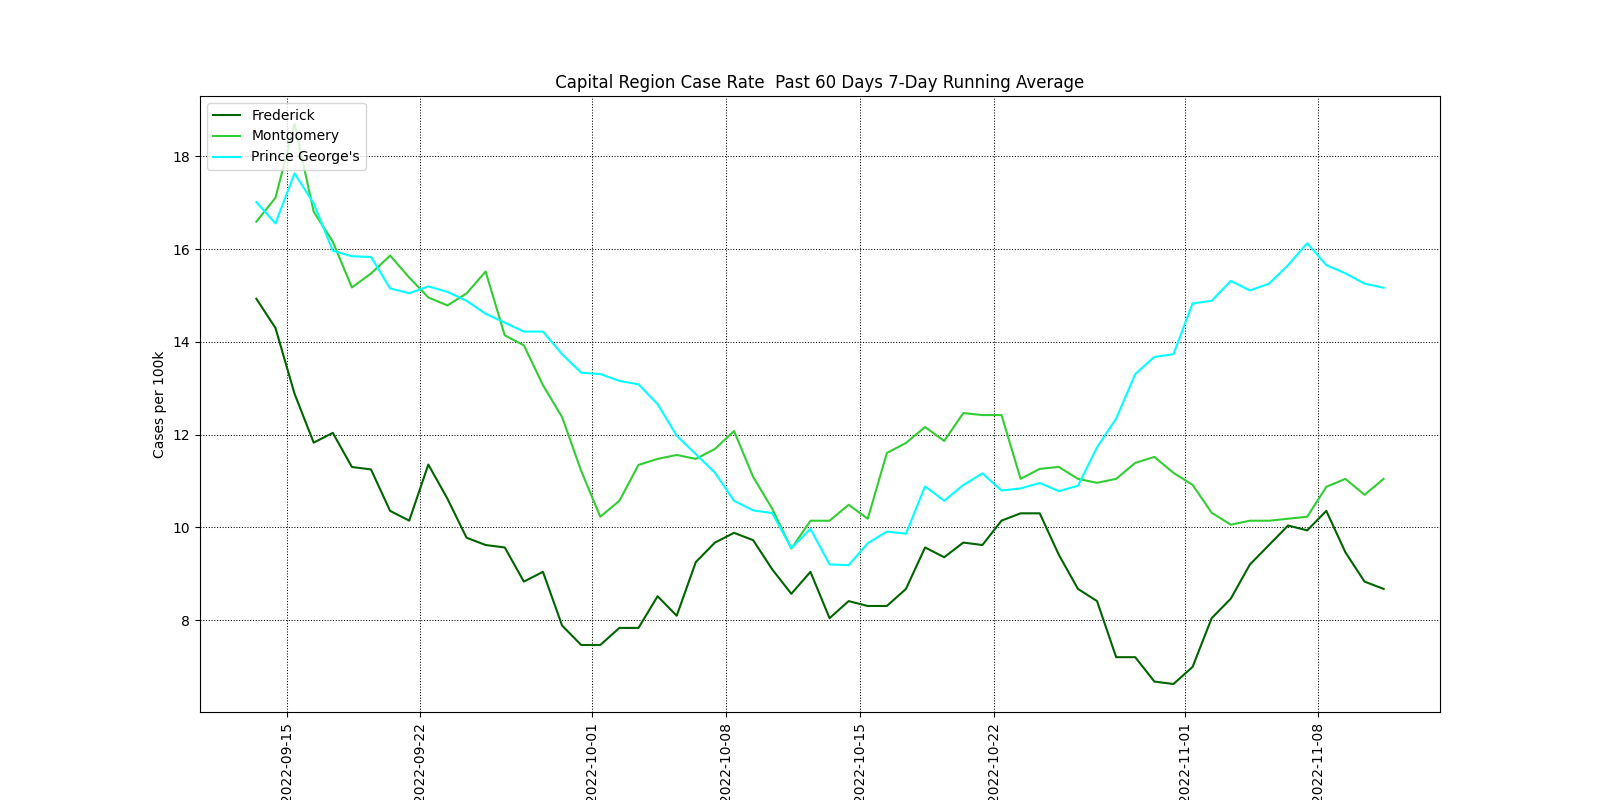 Capital Region Case Rate  Past 60 Days 7-Day Running Average
Frederick
Montgomery
Prince George's
18
16
14
12
10
8
Cases per 100k
2022-09-15
2022-09-22
2022-10-01
2022-10-08
2022-10-15
2022-10-22
2022-11-01
2022-11-08